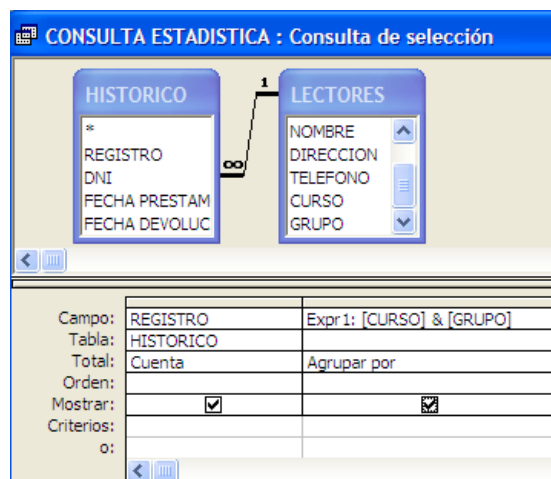 CONSULTA ESTADISTICA : Consulta de selección
HISTORICO
*
REGISTRO
DNI
FECHA PRESTAM
FECHA DEVOLUC
1
∞
LECTORES
NOMBRE
DIRECCION
TELEFONO
CURSO
GRUPO
Campo: REGISTRO Expr1: [CURSO] & [GRUPO]
Tabla: HISTORICO
Total: Cuenta Agrupar por
Orden:
Mostrar:
Criterios:
o: